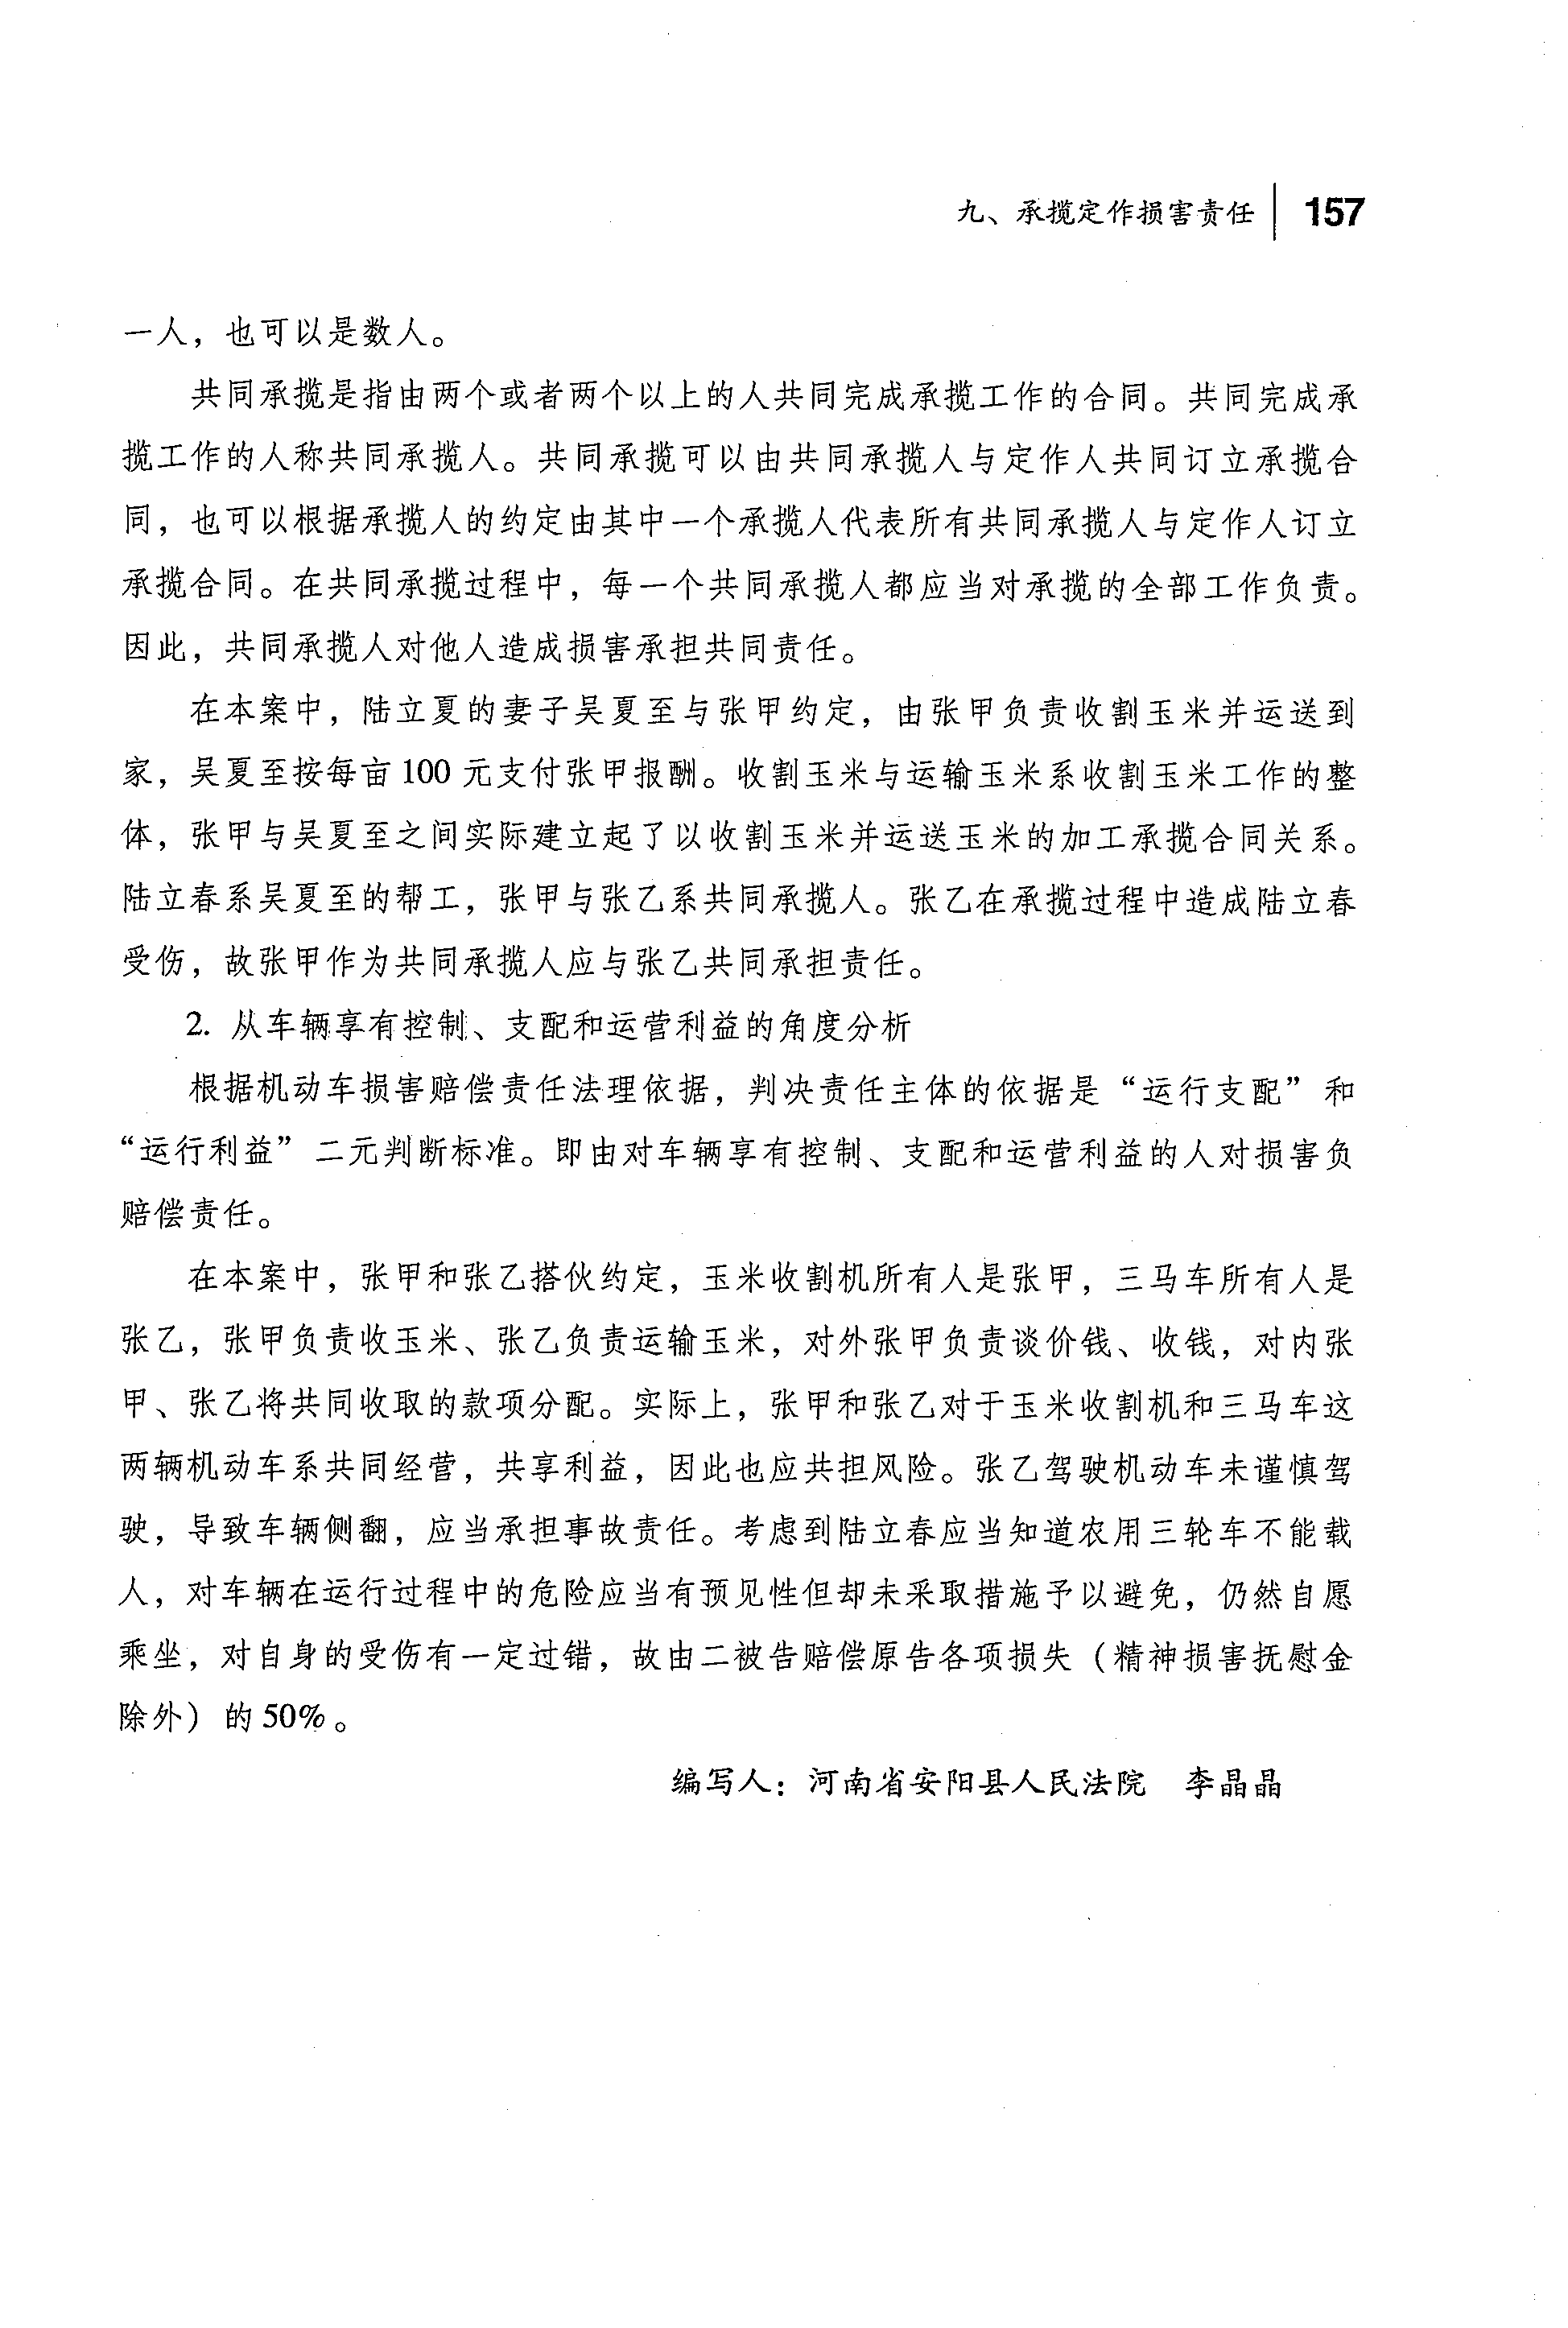 九、承揽定作损害责任 157
一人，也可以是数人。
共同承揽是指由两个或者两个以上的人共同完成承揽工作的合同。共同完成承
揽工作的人称共同承揽人。共同承揽可以由共同承揽人与定作人共同订立承揽合
同，也可以根据承揽人的约定由其中一个承揽人代表所有共同承揽人与定作人订立
承揽合同。在共同承揽过程中，每一个共同承揽人都应当对承揽的全部工作负责。
因此，共同承揽人对他人造成损害承担共同责任。
在本案中，陆立夏的妻子吴夏至与张甲约定，由张甲负责收割玉米并运送到
家，吴夏至按每亩 100 元支付张甲报酬。收割玉米与运输玉米系收割玉米工作的整
体，张甲与吴夏至之间实际建立起了以收割玉米并运送玉米的加工承揽合同关系。
陆立春系吴夏至的帮工，张甲与张乙系共同承揽人。张乙在承揽过程中造成陆立春
受伤，故张甲作为共同承揽人应与张乙共同承担责任。
2. 从车辆享有控制、支配和运营利益的角度分析
根据机动车损害赔偿责任法理依据，判决责任主体的依据是“运行支配”和
“运行利益”二元判断标准。即由对车辆享有控制、支配和运营利益的人对损害负
赔偿责任。
在本案中，张甲和张乙搭伙约定，玉米收割机所有人是张甲，三马车所有人是
张乙，张甲负责收玉米、张乙负责运输玉米，对外张甲负责谈价钱、收钱，对内张
甲、张乙将共同收取的款项分配。实际上，张甲和张乙对于玉米收割机和三马车这
两辆机动车系共同经营，共享利益，因此也应共担风险。张乙驾驶机动车未谨慎驾
驶，导致车辆侧翻，应当承担事故责任。考虑到陆立春应当知道农用三轮车不能载
人，对车辆在运行过程中的危险应当有预见性但却未采取措施予以避免，仍然自愿
乘坐，对自身的受伤有一定过错，故由二被告赔偿原告各项损失（精神损害抚慰金
除外）的 50%。
编写人：河南省安阳县人民法院 李晶晶